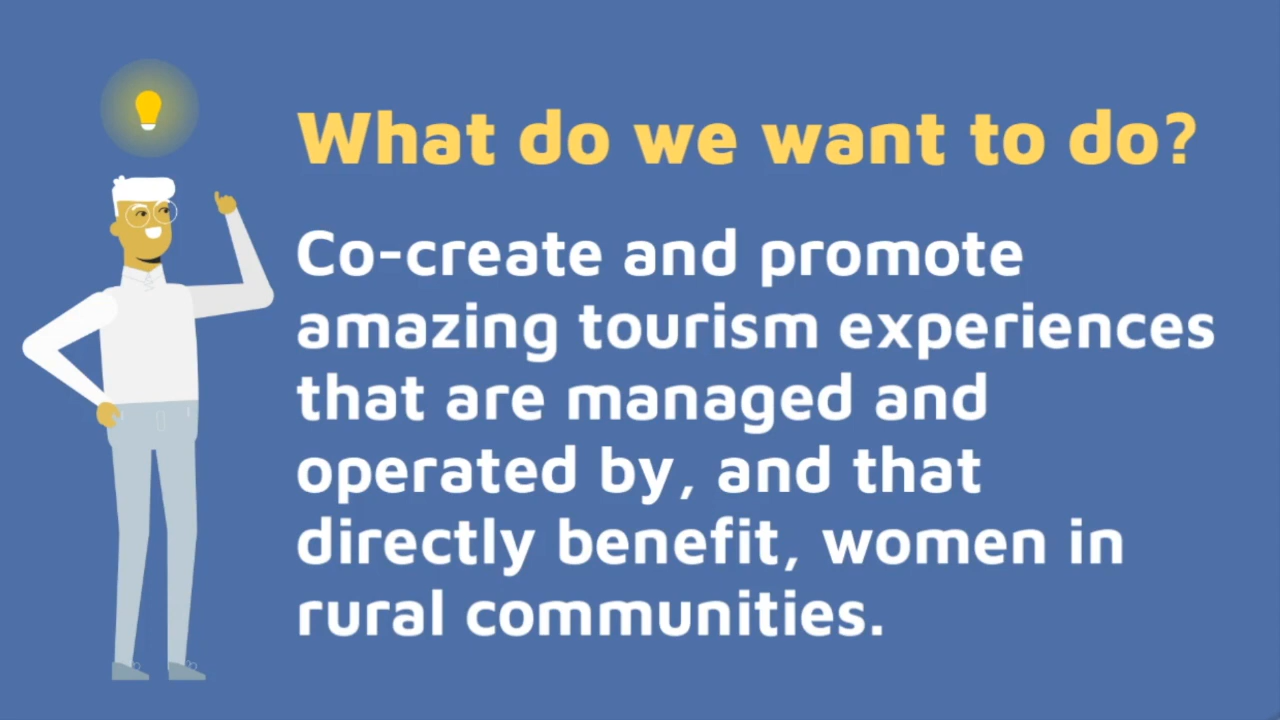 What do we want to do?
Co-create and promote
amazing tourism experiences
that are managed and
operated by, and that
directly benefit, women in
rural communities.